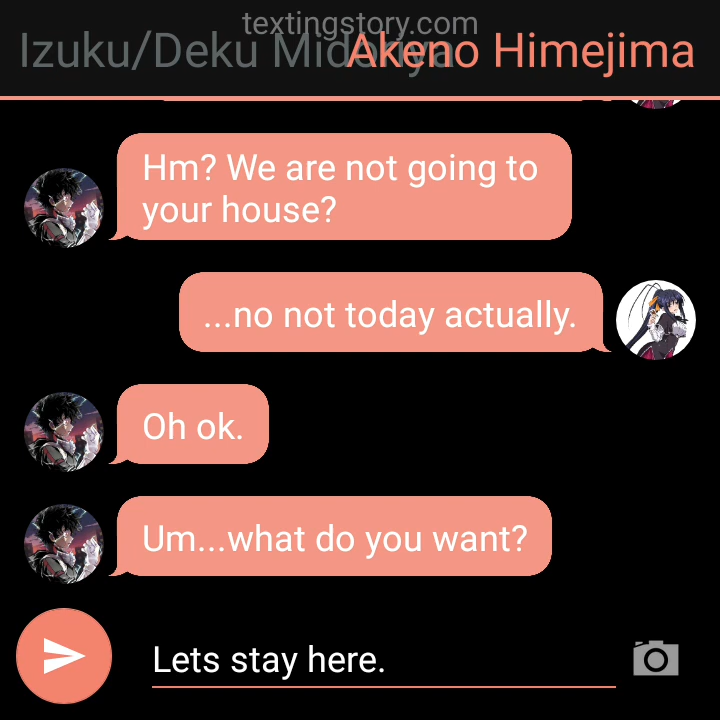 textingstory.com
Izuku/Deku Midoriya
Akeno Himejima
Hm? We are not going to
your house?
...no not today actually.
Oh ok.
Um...what do you want?
Lets stay here.